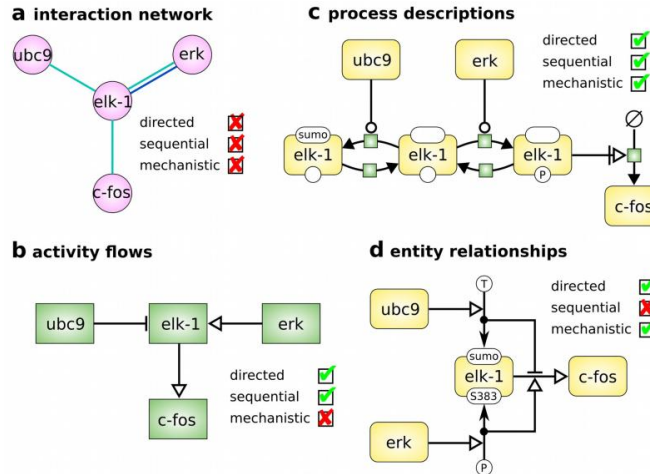 a interaction network
ubc9
erk
elk-1
directed
sequential
mechanistic
c-fos
b activity flows
ubc9
elk-1
erk
directed
sequential
mechanistic
c-fos
c process descriptions
directed
sequential
mechanistic
ubc9
erk
sumo
elk-1
elk-1
elk-1
P
∅
c-fos
d entity relationships
directed
sequential
mechanistic
T
ubc9
sumo
elk-1
S383
c-fos
erk
P